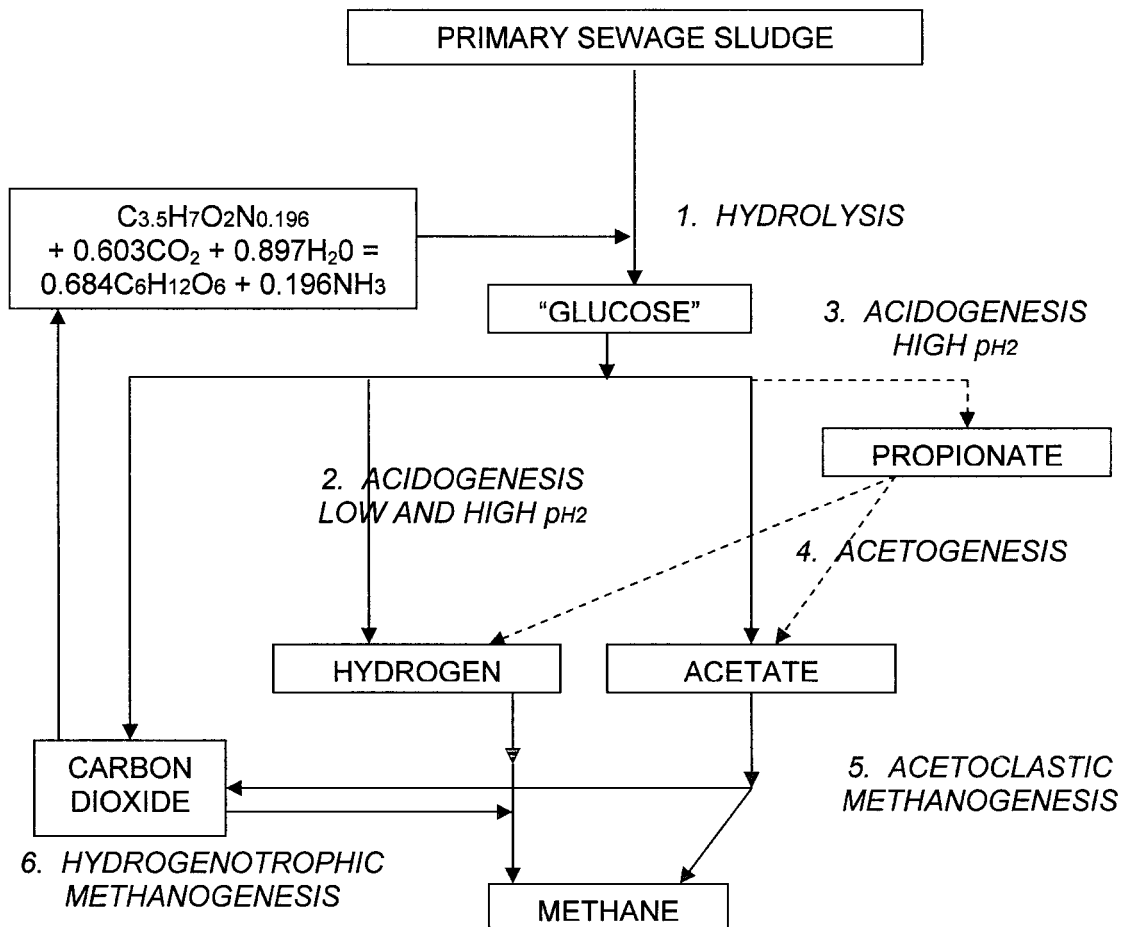 PRIMARY SEWAGE SLUDGE
C3.5H7O2N0.196
+ 0.603CO2 + 0.897H20 =
0.684C6H12O6 + 0.196NH3
1. HYDROLYSIS
“GLUCOSE”
3. ACIDOGENESIS
HIGH pH2
PROPIONATE
2. ACIDOGENESIS
LOW AND HIGH pH2
4. ACETOGENESIS
HYDROGEN
ACETATE
CARBON
DIOXIDE
5. ACETOCLASTIC
METHANOGENESIS
6. HYDROGENOTROPHIC
METHANOGENESIS
METHANE